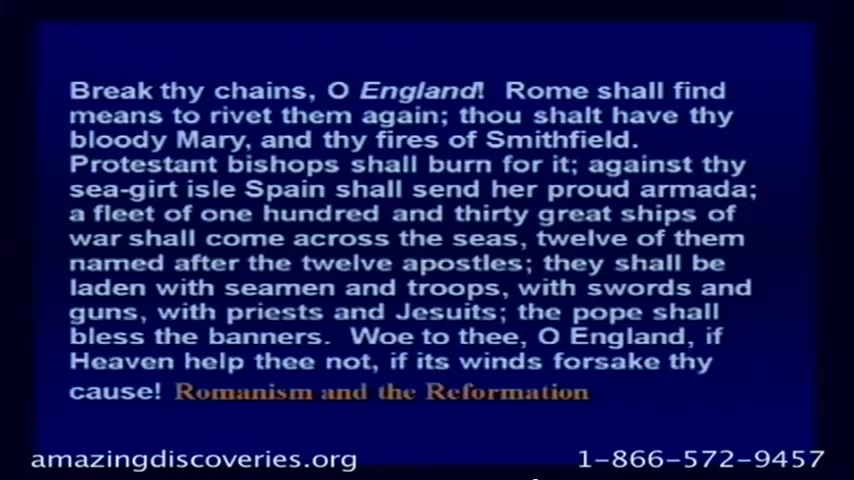 Break thy chains, O England! Rome shall find
means to rivet them again; thou shalt have thy
bloody Mary, and thy fires of Smithfield.
Protestant bishops shall burn for it; against thy
sea-girt isle Spain shall send her proud armada;
a fleet of one hundred and thirty great ships of
war shall come across the seas, twelve of them
named after the twelve apostles; they shall be
laden with seamen and troops, with swords and
guns, with priests and Jesuits; the pope shall
bless the banners. Woe to thee, O England, if
Heaven help thee not, if its winds forsake thy
cause! Romanism and the Reformation
amazingdiscoveries.org 1-866-572-9457